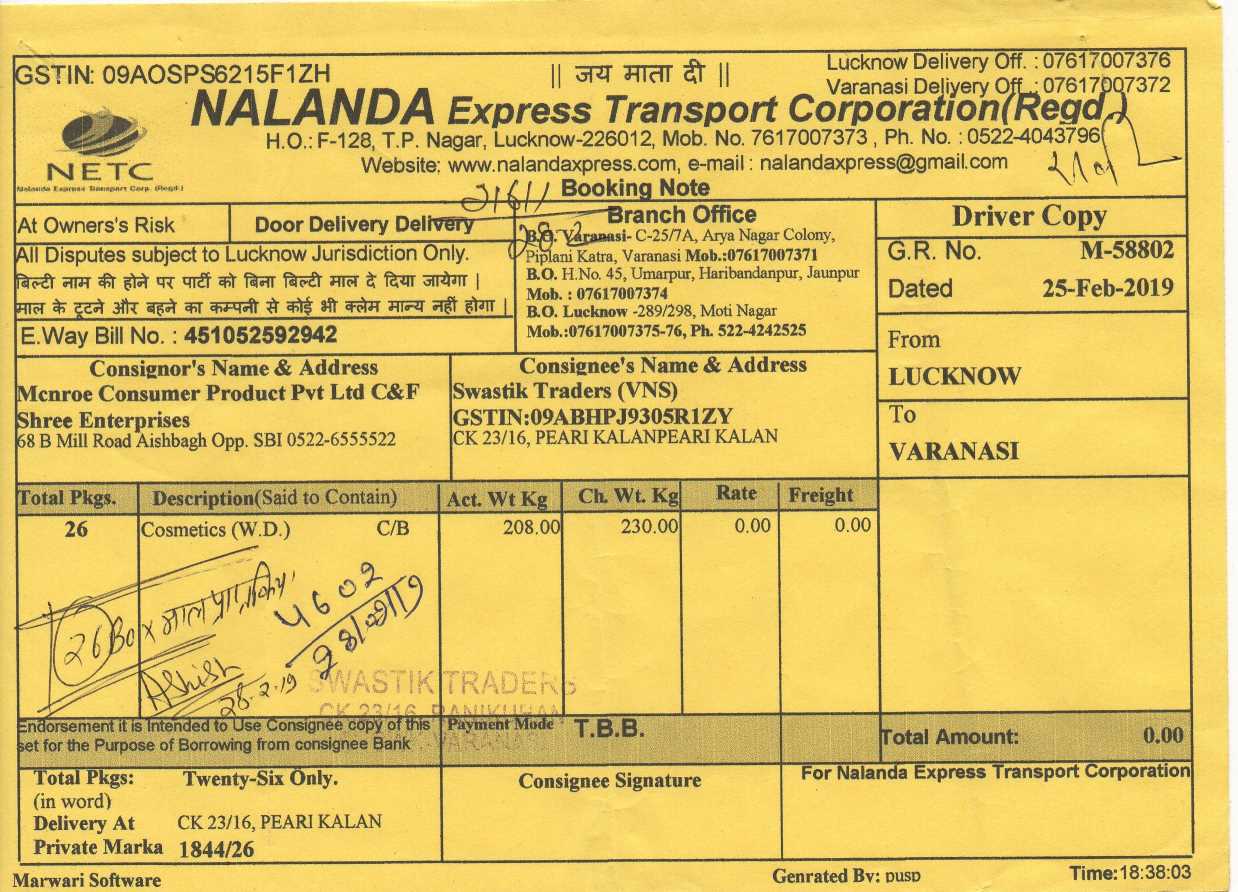 GSTIN: 09AOSPS6215F1ZH
|| जय माता दी ||
Lucknow Delivery Off. : 07617007376
Varanasi Deliyery Off. : 07617007372
NALANDA Express Transport Corporation(Regd.)
H.O.: F-128, T.P. Nagar, Lucknow-226012, Mob. No. 7617007373 , Ph. No. : 0522-4043796
Website: www.nalandaxpress.com, e-mail : nalandaxpress@gmail.com
NETC
Nalanda Express Transport Corp. (Regd.)
Booking Note
At Owners's Risk
Door Delivery Delivery
All Disputes subject to Lucknow Jurisdiction Only.
बिल्टी नाम की होने पर पार्टी को बिना बिल्टी माल दे दिया जायेगा |
माल के टूटने और बहने का कम्पनी से कोई भी क्लेम मान्य नहीं होगा |
E.Way Bill No. : 451052592942
Branch Office
B.O. Varanasi- C-25/7A, Arya Nagar Colony,
Piplani Katra, Varanasi Mob.:07617007371
B.O. H.No. 45, Umarpur, Haribandanpur, Jaunpur
Mob. : 07617007374
B.O. Lucknow -289/298, Moti Nagar
Mob.:07617007375-76, Ph. 522-4242525
Driver Copy
G.R. No. M-58802
Dated 25-Feb-2019
From
LUCKNOW
To
VARANASI
Consignor's Name & Address
Mcnroe Consumer Product Pvt Ltd C&F
Shree Enterprises
68 B Mill Road Aishbagh Opp. SBI 0522-6555522
Consignee's Name & Address
Swastik Traders (VNS)
GSTIN:09ABHPJ9305R1ZY
CK 23/16, PEARI KALANPEARI KALAN
Total Pkgs. Description(Said to Contain) Act. Wt Kg Ch. Wt. Kg Rate Freight
26 Cosmetics (W.D.) C/B 208.00 230.00 0.00 0.00
26 Box माल
Ashish
28-2-19
SWASTIK TRADERS
CK 23/16, RANIKUHAN
VARANASI
Endorsement it is Intended to Use Consignee copy of this
set for the Purpose of Borrowing from consignee Bank
Payment Mode T.B.B.
Total Amount: 0.00
Total Pkgs: Twenty-Six Only.
(in word)
Delivery At CK 23/16, PEARI KALAN
Private Marka 1844/26
Consignee Signature
For Nalanda Express Transport Corporation
Marwari Software
Genrated By: pusp
Time:18:38:03